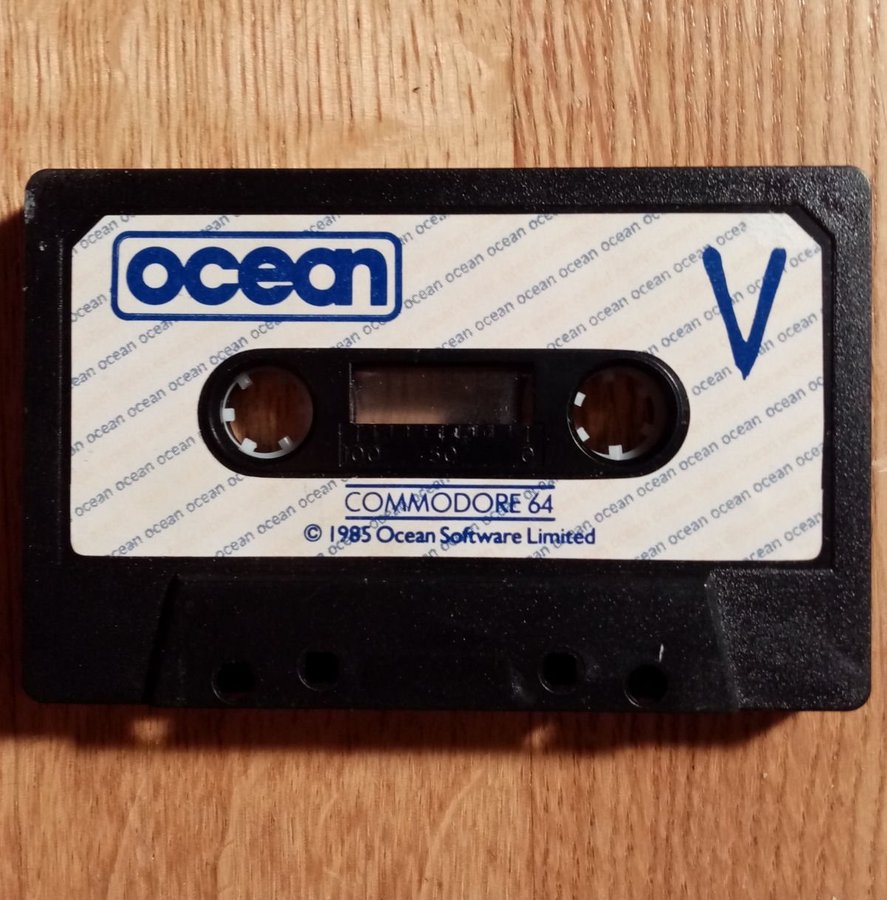 ocean
V
100 50 0
COMMODORE 64
© 1985 Ocean Software Limited